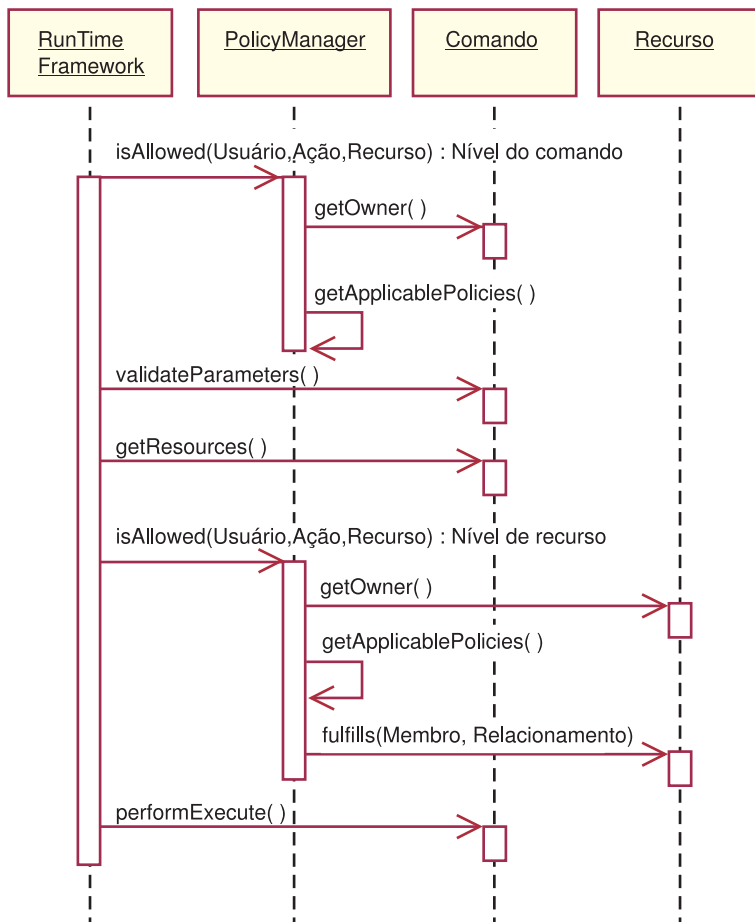 RunTime
Framework
PolicyManager
Comando
Recurso
isAllowed(Usuário,Ação,Recurso) : Nível do comando
getOwner( )
getApplicablePolicies( )
validateParameters( )
getResources( )
isAllowed(Usuário,Ação,Recurso) : Nível de recurso
getOwner( )
getApplicablePolicies( )
fulfills(Membro, Relacionamento)
performExecute( )